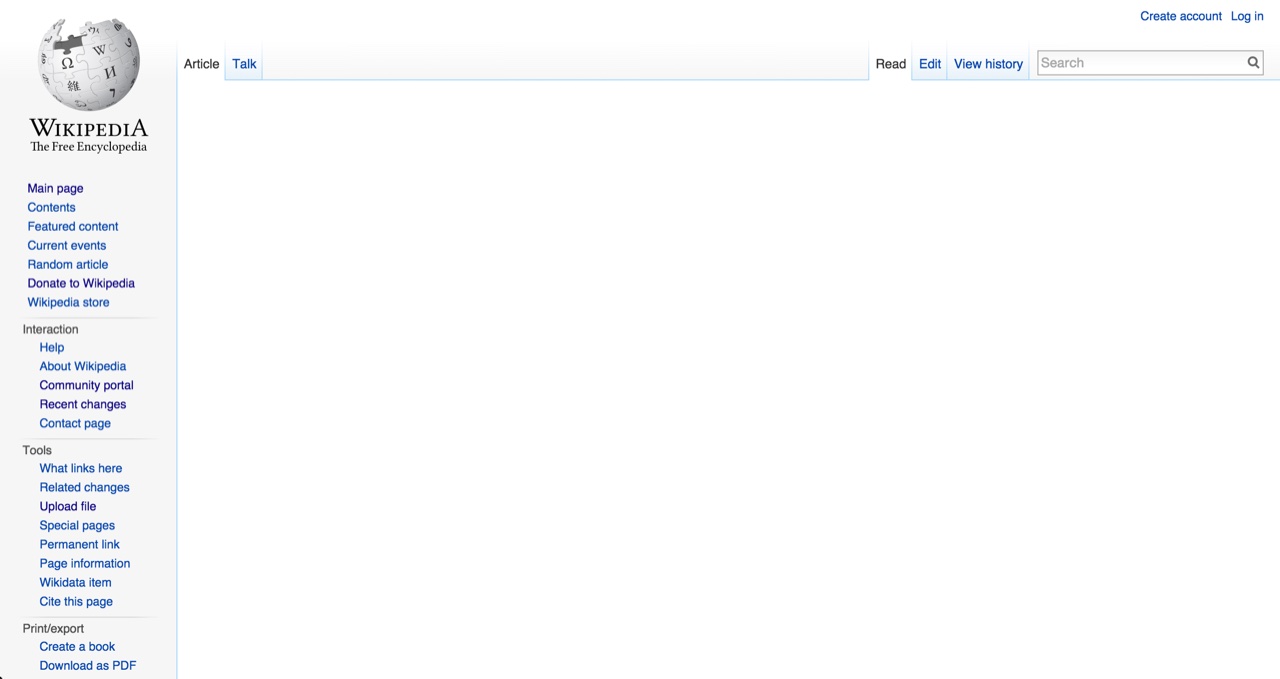 Create account Log in
Article Talk Read Edit View history Search
Ω W И 維 7
WIKIPEDIA
The Free Encyclopedia
Main page
Contents
Featured content
Current events
Random article
Donate to Wikipedia
Wikipedia store
Interaction
Help
About Wikipedia
Community portal
Recent changes
Contact page
Tools
What links here
Related changes
Upload file
Special pages
Permanent link
Page information
Wikidata item
Cite this page
Print/export
Create a book
Download as PDF